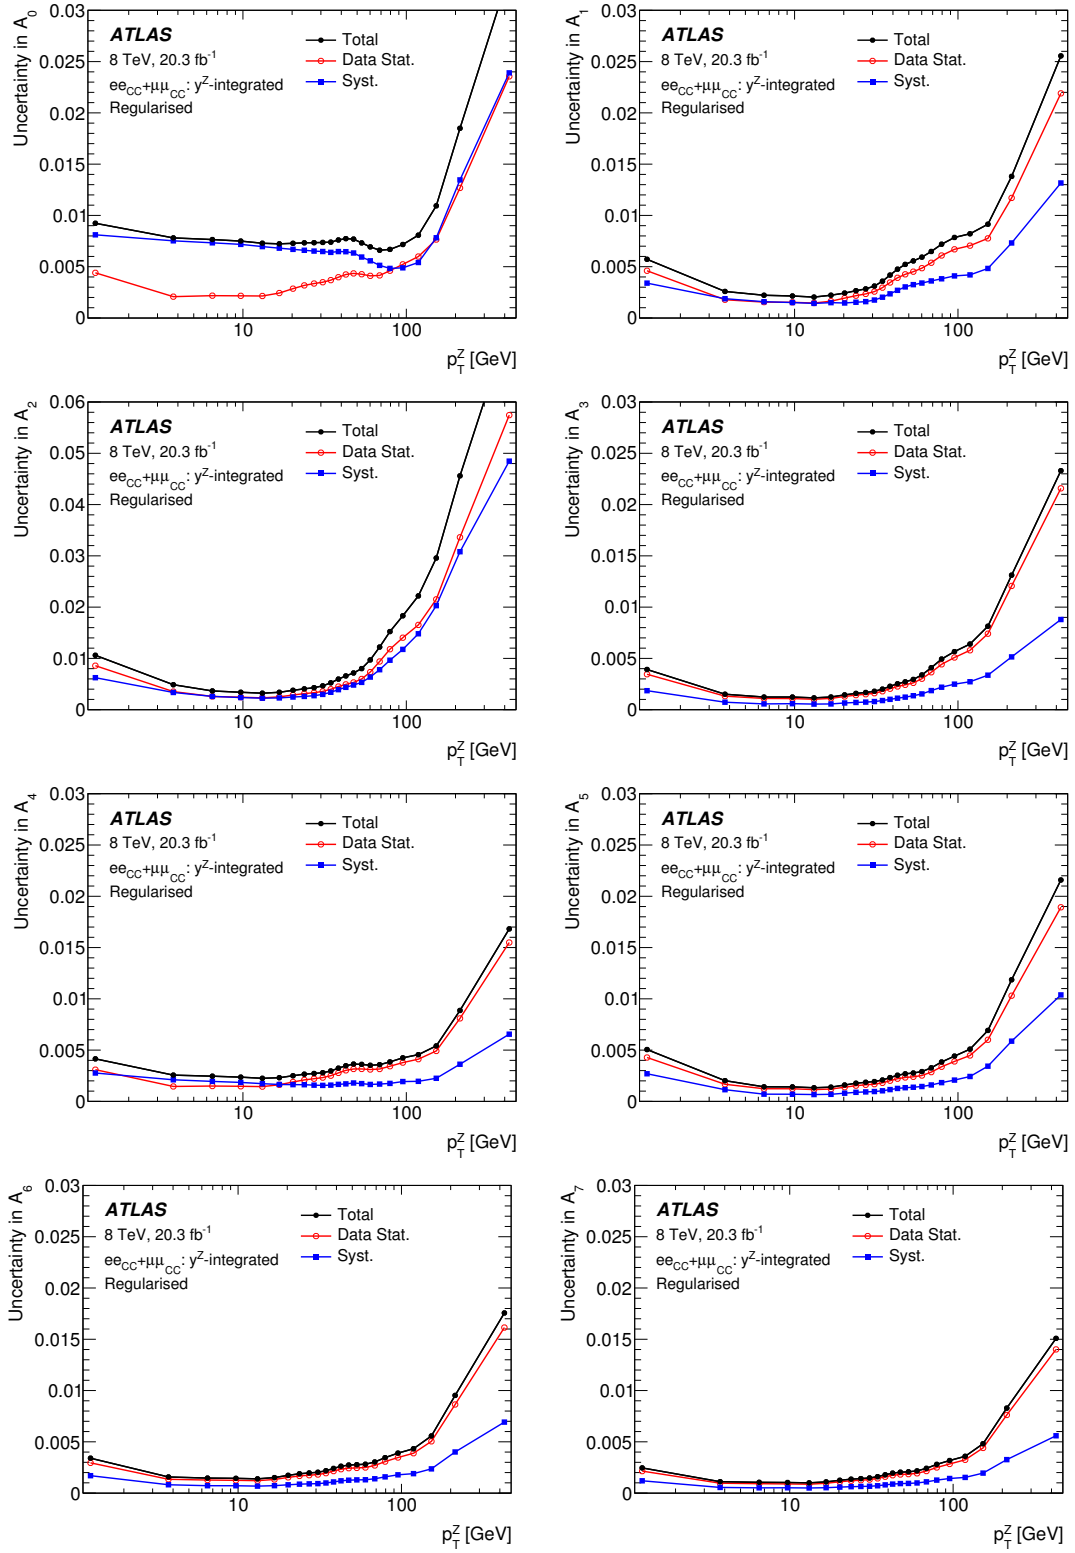 Uncertainty in A0
ATLAS
8 TeV, 20.3 fb-1
eeCC+μμCC: yZ-integrated
Regularised
Total
Data Stat.
Syst.
0.03
0.025
0.02
0.015
0.01
0.005
0
10
100
pTZ [GeV]
Uncertainty in A1
ATLAS
8 TeV, 20.3 fb-1
eeCC+μμCC: yZ-integrated
Regularised
Total
Data Stat.
Syst.
0.03
0.025
0.02
0.015
0.01
0.005
0
10
100
pTZ [GeV]
Uncertainty in A2
ATLAS
8 TeV, 20.3 fb-1
eeCC+μμCC: yZ-integrated
Regularised
Total
Data Stat.
Syst.
0.06
0.05
0.04
0.03
0.02
0.01
0
10
100
pTZ [GeV]
Uncertainty in A3
ATLAS
8 TeV, 20.3 fb-1
eeCC+μμCC: yZ-integrated
Regularised
Total
Data Stat.
Syst.
0.03
0.025
0.02
0.015
0.01
0.005
0
10
100
pTZ [GeV]
Uncertainty in A4
ATLAS
8 TeV, 20.3 fb-1
eeCC+μμCC: yZ-integrated
Regularised
Total
Data Stat.
Syst.
0.03
0.025
0.02
0.015
0.01
0.005
0
10
100
pTZ [GeV]
Uncertainty in A5
ATLAS
8 TeV, 20.3 fb-1
eeCC+μμCC: yZ-integrated
Regularised
Total
Data Stat.
Syst.
0.03
0.025
0.02
0.015
0.01
0.005
0
10
100
pTZ [GeV]
Uncertainty in A6
ATLAS
8 TeV, 20.3 fb-1
eeCC+μμCC: yZ-integrated
Regularised
Total
Data Stat.
Syst.
0.03
0.025
0.02
0.015
0.01
0.005
0
10
100
pTZ [GeV]
Uncertainty in A7
ATLAS
8 TeV, 20.3 fb-1
eeCC+μμCC: yZ-integrated
Regularised
Total
Data Stat.
Syst.
0.03
0.025
0.02
0.015
0.01
0.005
0
10
100
pTZ [GeV]